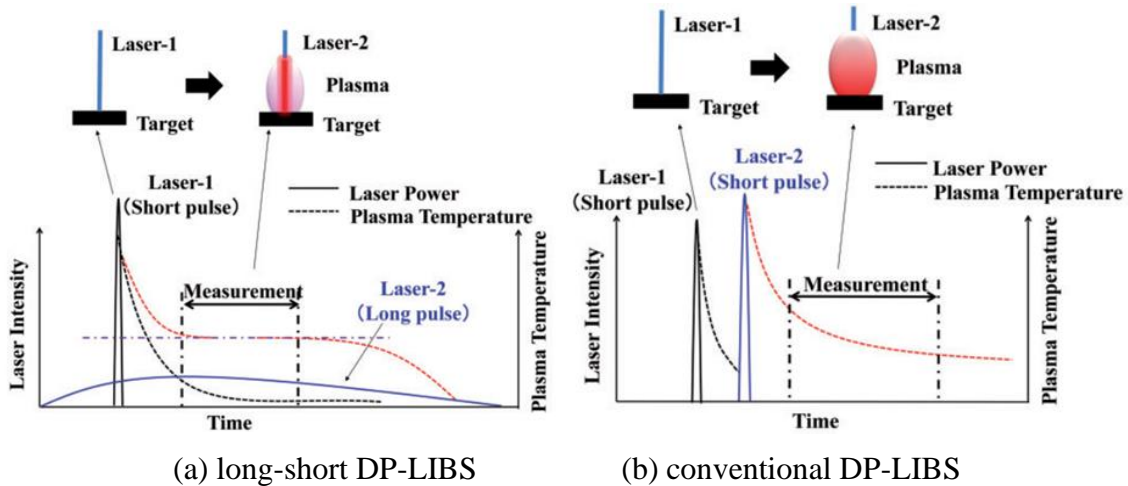 Laser-1
Laser-2
Plasma
Target
Target
Laser-1
(Short pulse)
Laser Power
Plasma Temperature
Measurement
Laser-2
(Long pulse)
Laser Intensity
Plasma Temperature
Time
(a) long-short DP-LIBS
Laser-1
Laser-2
Plasma
Target
Target
Laser-2
(Short pulse)
Laser-1
(Short pulse)
Laser Power
Plasma Temperature
Measurement
Laser Intensity
Plasma Temperature
Time
(b) conventional DP-LIBS